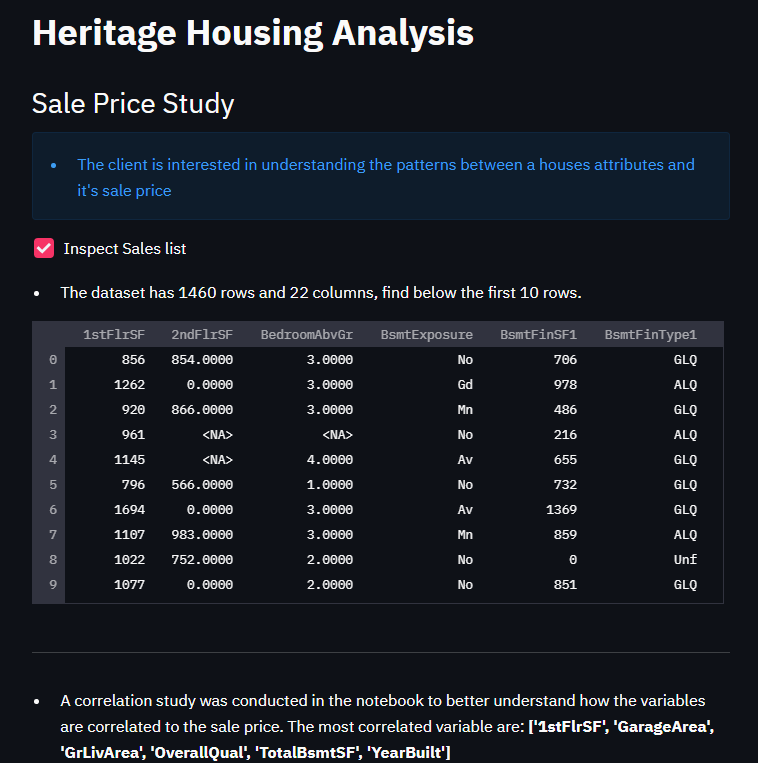 Heritage Housing Analysis
Sale Price Study
• The client is interested in understanding the patterns between a houses attributes and
it's sale price
Inspect Sales list
• The dataset has 1460 rows and 22 columns, find below the first 10 rows.
1stFlrSF 2ndFlrSF BedroomAbvGr BsmtExposure BsmtFinSF1 BsmtFinType1
0 856 854.0000 3.0000 No 706 GLQ
1 1262 0.0000 3.0000 Gd 978 ALQ
2 920 866.0000 3.0000 Mn 486 GLQ
3 961 <NA> <NA> No 216 ALQ
4 1145 <NA> 4.0000 Av 655 GLQ
5 796 566.0000 1.0000 No 732 GLQ
6 1694 0.0000 3.0000 Av 1369 GLQ
7 1107 983.0000 3.0000 Mn 859 ALQ
8 1022 752.0000 2.0000 No 0 Unf
9 1077 0.0000 2.0000 No 851 GLQ
• A correlation study was conducted in the notebook to better understand how the variables
are correlated to the sale price. The most correlated variable are: ['1stFlrSF', 'GarageArea',
'GrLivArea', 'OverallQual', 'TotalBsmtSF', 'YearBuilt']